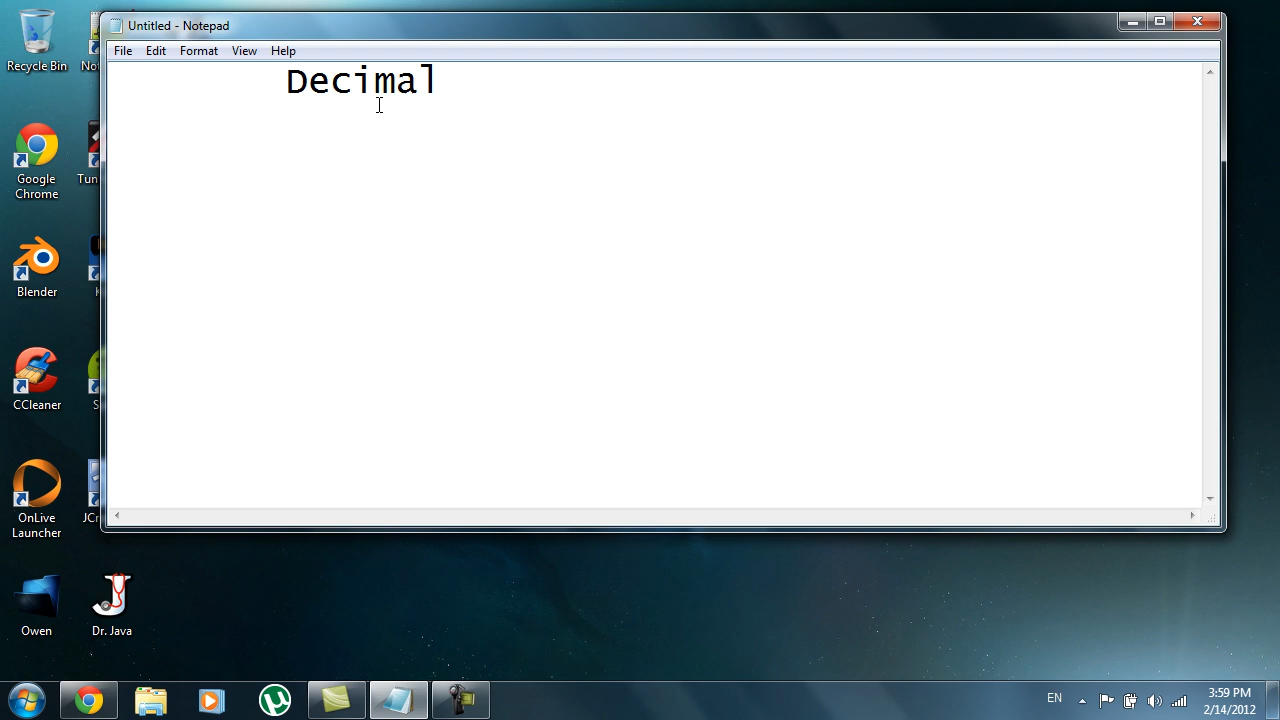 Untitled - Notepad
File Edit Format View Help
Decimal
Recycle Bin
Google
Chrome
Blender
CCleaner
OnLive
Launcher
Owen
Dr. Java
EN
3:59 PM
2/14/2012